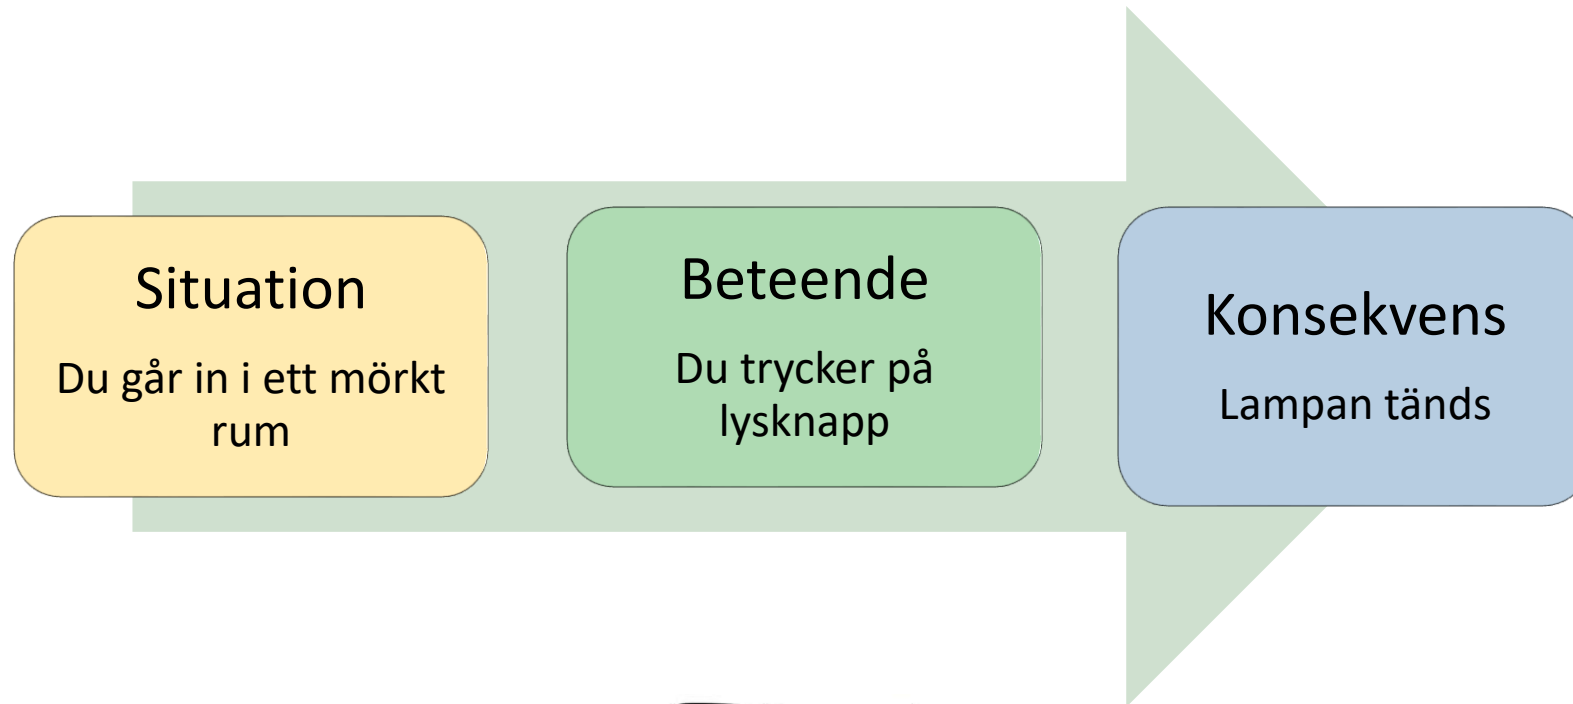 Situation
Du går in i ett mörkt
rum
Beteende
Du trycker på
lysknapp
Konsekvens
Lampan tänds